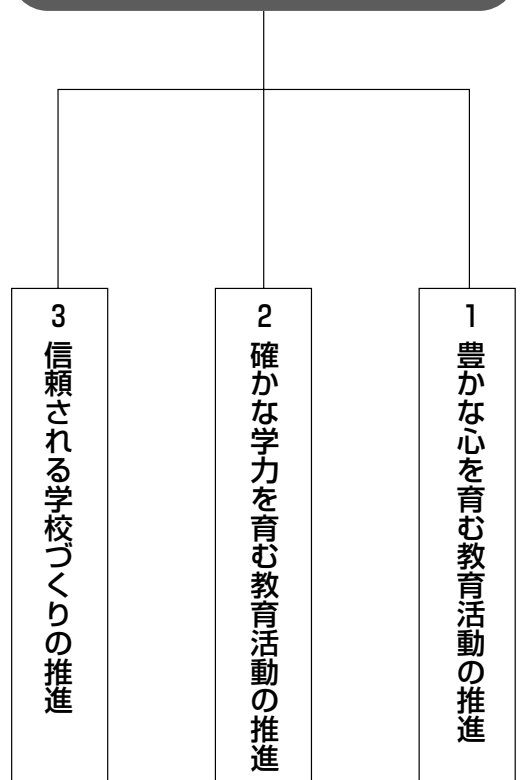 1 豊かな心を育む教育活動の推進
2 確かな学力を育む教育活動の推進
3 信頼される学校づくりの推進